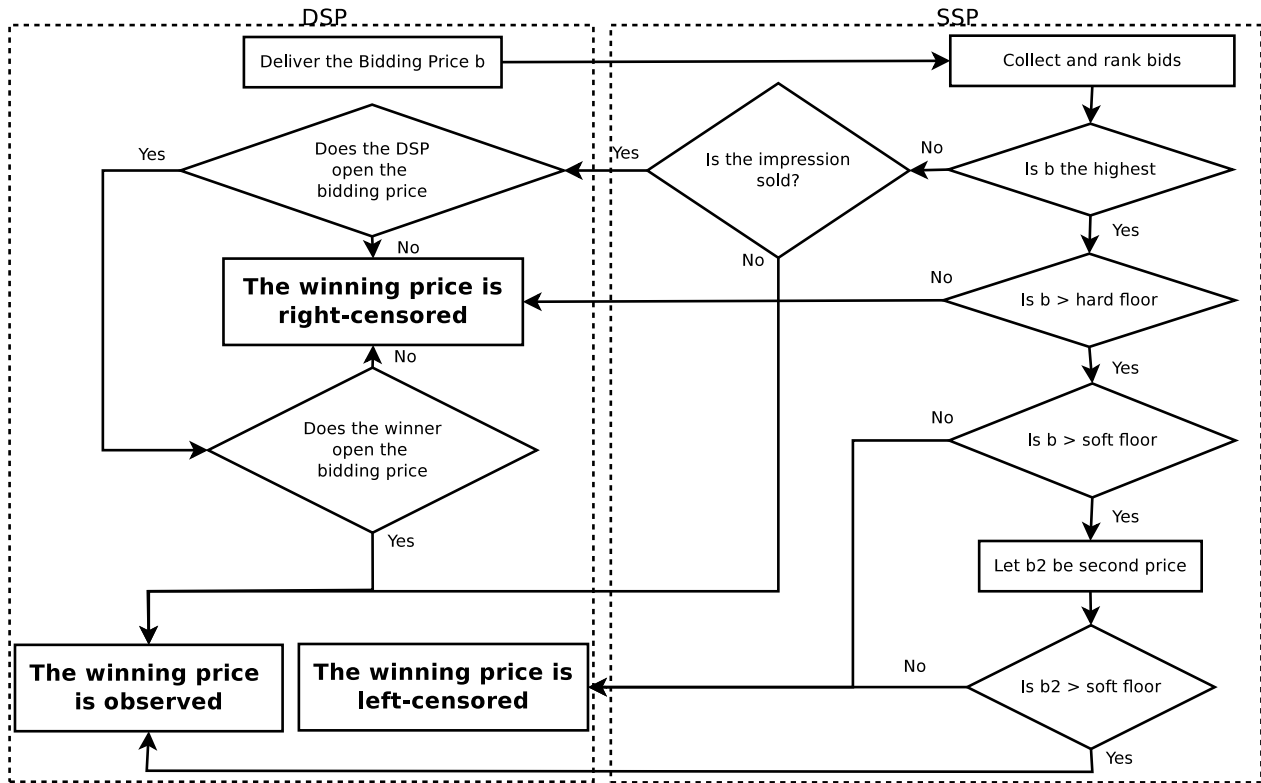 DSP
SSP
Deliver the Bidding Price b
Collect and rank bids
Yes
Does the DSP
open the
bidding price
Yes
Is the impression
sold?
No
Is b the highest
No
No
Yes
The winning price is
right-censored
No
Is b > hard floor
No
Yes
Does the winner
open the
bidding price
No
Is b > soft floor
Yes
Yes
Let b2 be second price
The winning price
is observed
The winning price is
left-censored
No
Is b2 > soft floor
Yes